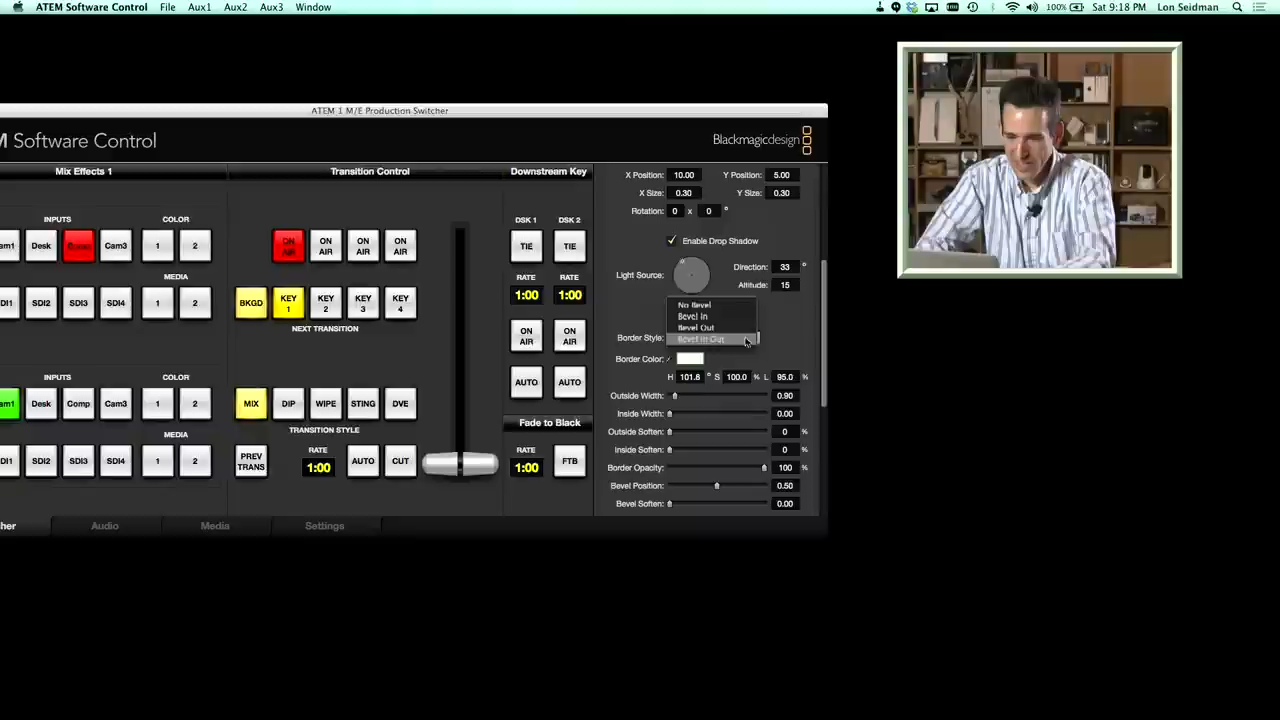 ATEM Software Control File Aux1 Aux2 Aux3 Window 100% Sat 9:18 PM Lon Seidman
ATEM 1 M/E Production Switcher
M Software Control
Blackmagicdesign
Mix Effects 1
Transition Control
Downstream Key
X Position: 10.00 Y Position: 5.00
X Size: 0.30 Y Size: 0.30
Rotation: 0 x 0 °
✓ Enable Drop Shadow
Light Source:
Direction: 33 °
Altitude: 15
No Bevel
Bevel In
Bevel Out
Bevel In Out
Border Style:
Border Color:
H 101.8 ° S 100.0 % L 95.0 %
Outside Width: 0.90
Inside Width: 0.00
Outside Soften: 0 %
Inside Soften: 0 %
Border Opacity: 100 %
Bevel Position: 0.50
Bevel Soften: 0.00
INPUTS COLOR
am1 Desk Cam3 1 2
MEDIA
DI1 SDI2 SDI3 SDI4 1 2
INPUTS COLOR
am1 Desk Comp Cam3 1 2
MEDIA
DI1 SDI2 SDI3 SDI4 1 2
ON AIR ON AIR ON AIR ON AIR
BKGD KEY 1 KEY 2 KEY 3 KEY 4
NEXT TRANSITION
MIX DIP WIPE STING DVE
TRANSITION STYLE
PREV TRANS RATE 1:00 AUTO CUT
DSK 1 DSK 2
TIE TIE
RATE RATE
1:00 1:00
ON AIR ON AIR
AUTO AUTO
Fade to Black
RATE
1:00 FTB
her Audio Media Settings